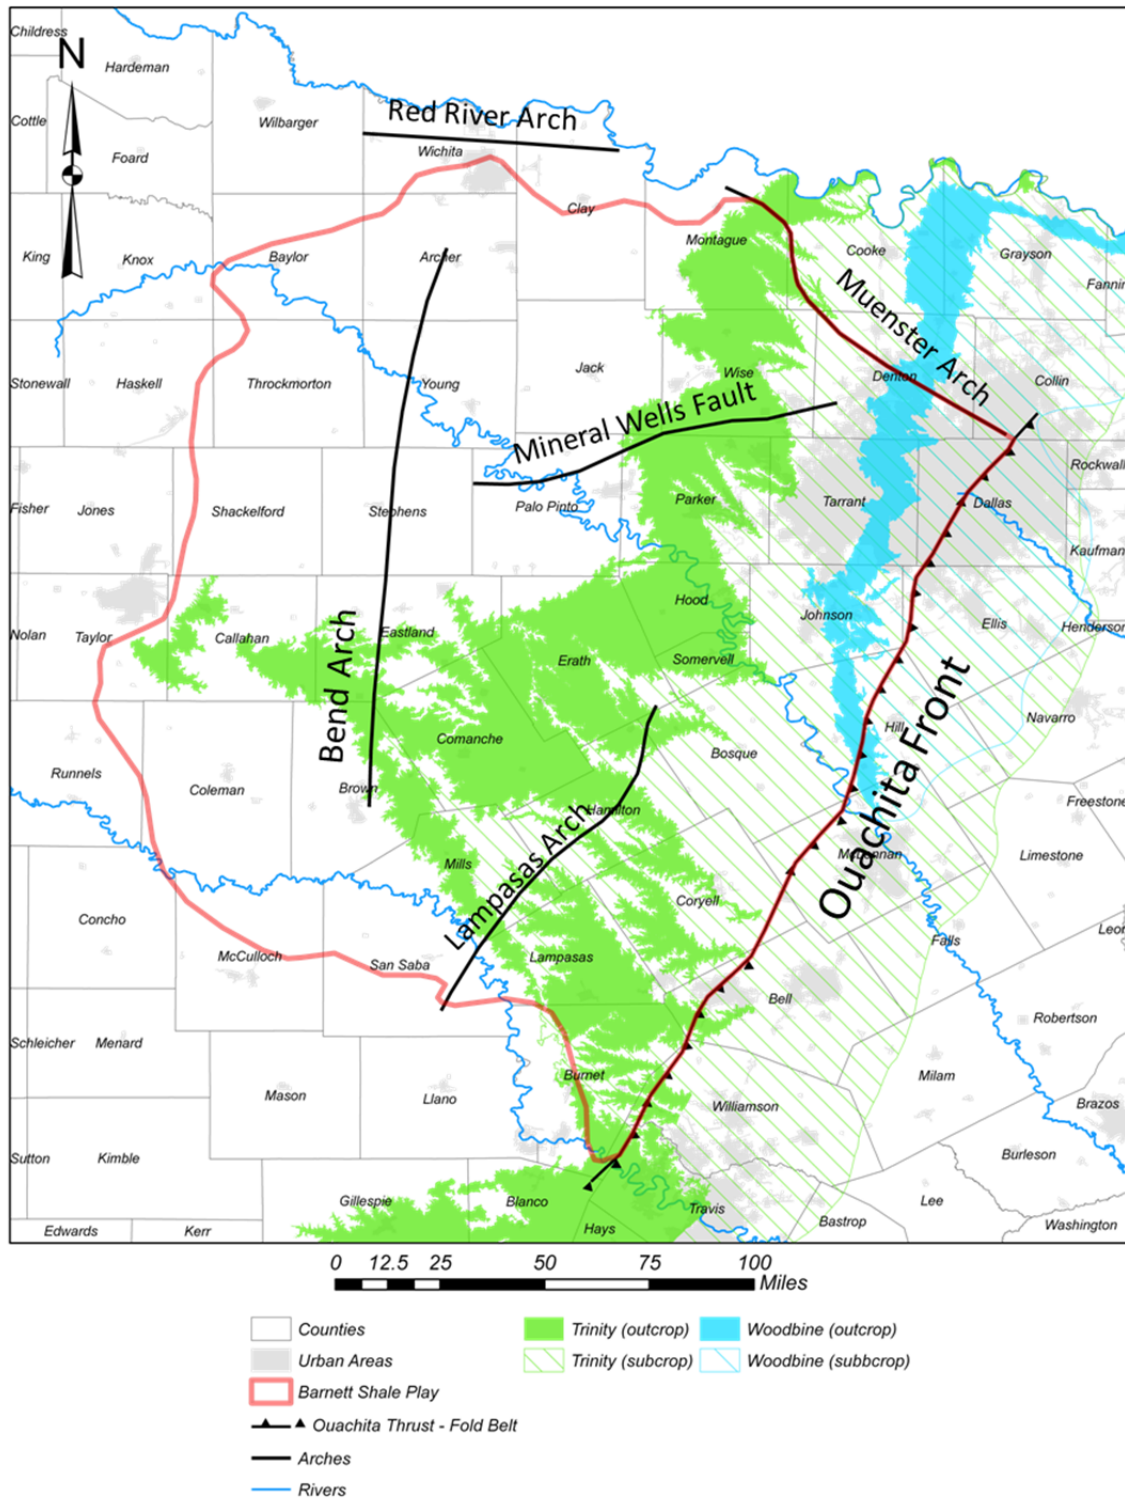 Childress
N
Hardeman
Cottle
Wilbarger
Red River Arch
Foard
Wichita
Clay
King
Knox
Baylor
Archer
Montague
Cooke
Grayson
Fannin
Muenster Arch
Stonewall
Haskell
Throckmorton
Young
Jack
Wise
Denton
Collin
Mineral Wells Fault
Rockwall
Fisher
Jones
Shackelford
Stephens
Palo Pinto
Parker
Tarrant
Dallas
Kaufman
Nolan
Taylor
Callahan
Eastland
Hood
Johnson
Ellis
Henderson
Erath
Somervell
Bend Arch
Ouachita Front
Comanche
Bosque
Hill
Navarro
Runnels
Coleman
Brown
Hamilton
Freestone
Lampasas Arch
Mills
McLennan
Limestone
Concho
Coryell
McCulloch
San Saba
Lampasas
Falls
Leon
Bell
Robertson
Schleicher
Menard
Mason
Llano
Burnet
Williamson
Milam
Brazos
Sutton
Kimble
Burleson
Gillespie
Blanco
Travis
Lee
Edwards
Kerr
Hays
Bastrop
Washington
0 12.5 25 50 75 100
Miles
Counties
Trinity (outcrop)
Woodbine (outcrop)
Urban Areas
Trinity (subcrop)
Woodbine (subbcrop)
Barnett Shale Play
Ouachita Thrust - Fold Belt
Arches
Rivers